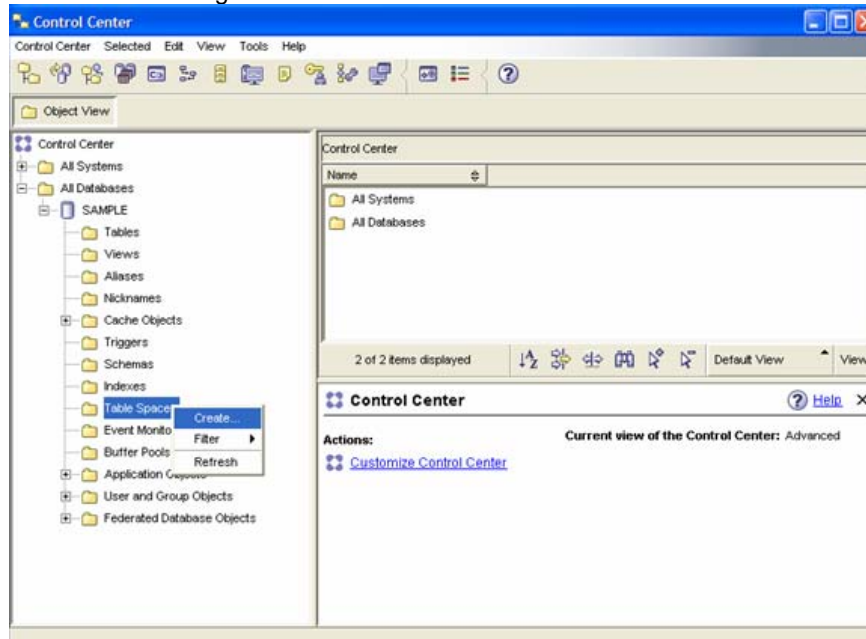 Control Center
Control Center Selected Edit View Tools Help
Object View
Control Center
All Systems
All Databases
SAMPLE
Tables
Views
Aliases
Nicknames
Cache Objects
Triggers
Schemas
Indexes
Table Spaces
Event Monito
Buffer Pools
Application
User and Group Objects
Federated Database Objects
Create...
Filter
Refresh
Control Center
Name
All Systems
All Databases
2 of 2 items displayed Default View View
Control Center Help
Actions: Current view of the Control Center: Advanced
Customize Control Center